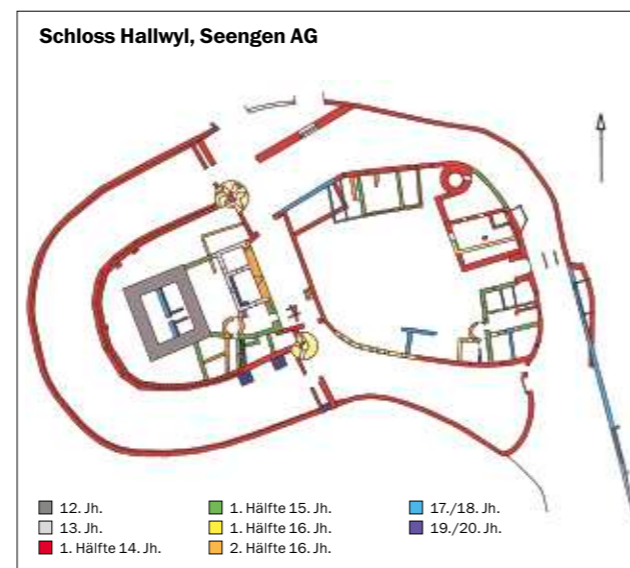 Schloss Hallwyl, Seengen AG
12. Jh.
13. Jh.
1. Hälfte 14. Jh.
1. Hälfte 15. Jh.
1. Hälfte 16. Jh.
2. Hälfte 16. Jh.
17./18. Jh.
19./20. Jh.